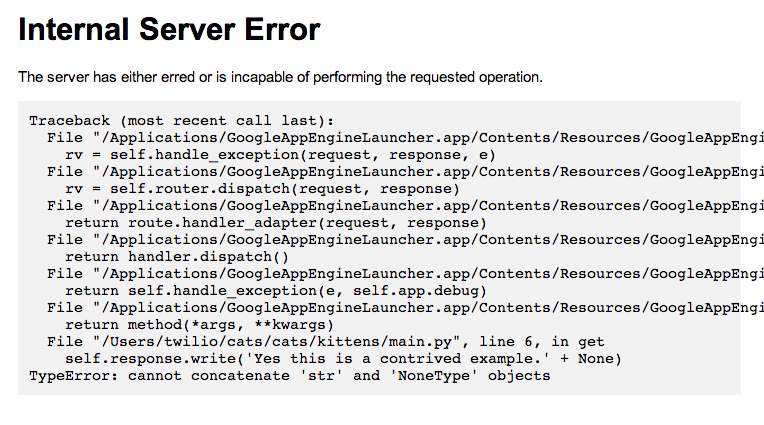 Internal Server Error
The server has either erred or is incapable of performing the requested operation.
Traceback (most recent call last):
  File "/Applications/GoogleAppEngineLauncher.app/Contents/Resources/GoogleAppEngi
    rv = self.handle_exception(request, response, e)
  File "/Applications/GoogleAppEngineLauncher.app/Contents/Resources/GoogleAppEngi
    rv = self.router.dispatch(request, response)
  File "/Applications/GoogleAppEngineLauncher.app/Contents/Resources/GoogleAppEngi
    return route.handler_adapter(request, response)
  File "/Applications/GoogleAppEngineLauncher.app/Contents/Resources/GoogleAppEngi
    return handler.dispatch()
  File "/Applications/GoogleAppEngineLauncher.app/Contents/Resources/GoogleAppEngi
    return self.handle_exception(e, self.app.debug)
  File "/Applications/GoogleAppEngineLauncher.app/Contents/Resources/GoogleAppEngi
    return method(*args, **kwargs)
  File "/Users/twilio/cats/cats/kittens/main.py", line 6, in get
    self.response.write('Yes this is a contrived example.' + None)
TypeError: cannot concatenate 'str' and 'NoneType' objects